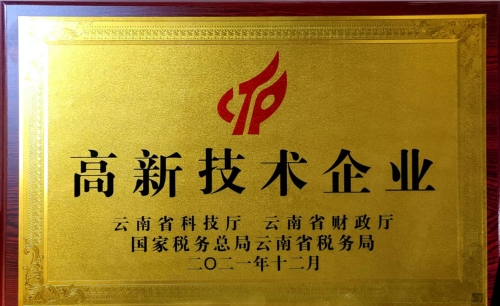 高新技术企业
云南省科技厅 云南省财政厅
国家税务总局云南省税务局
二〇二一年十二月